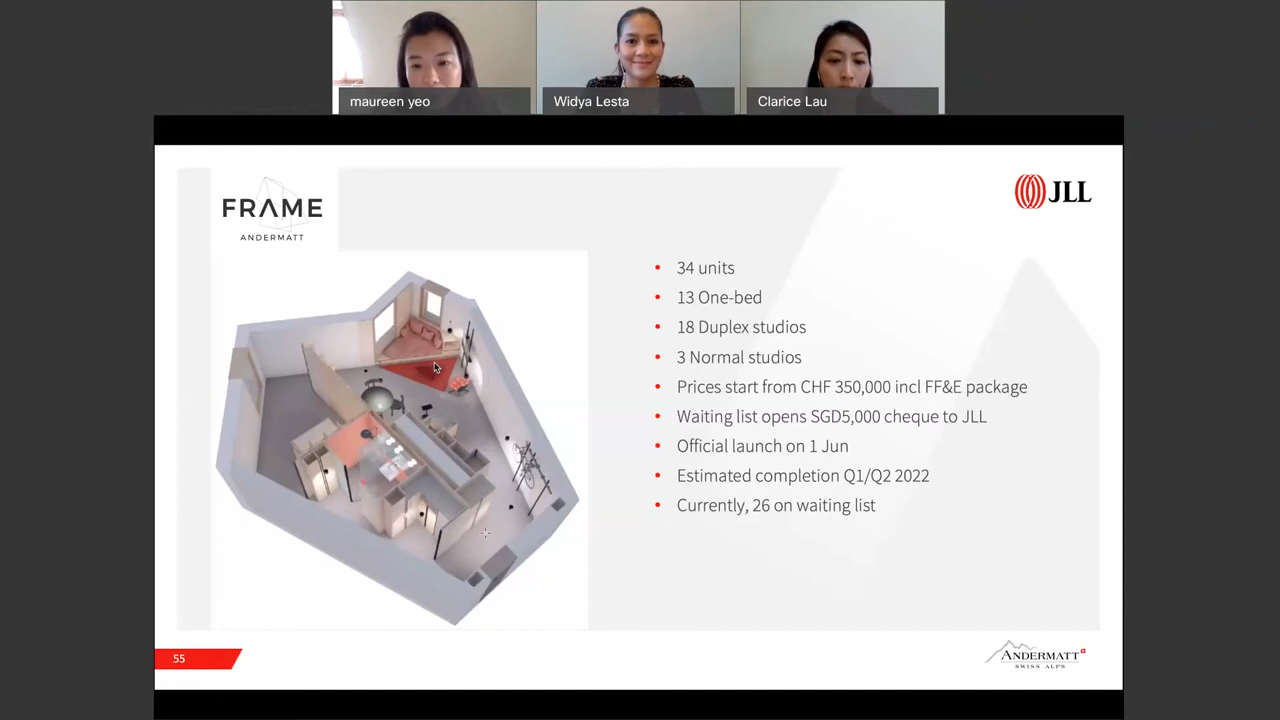 maureen yeo
Widya Lesta
Clarice Lau
FRΛME
ANDERMATT
JLL
• 34 units
• 13 One-bed
• 18 Duplex studios
• 3 Normal studios
• Prices start from CHF 350,000 incl FF&E package
• Waiting list opens SGD5,000 cheque to JLL
• Official launch on 1 Jun
• Estimated completion Q1/Q2 2022
• Currently, 26 on waiting list
55
ANDERMATT
SWISS ALPS